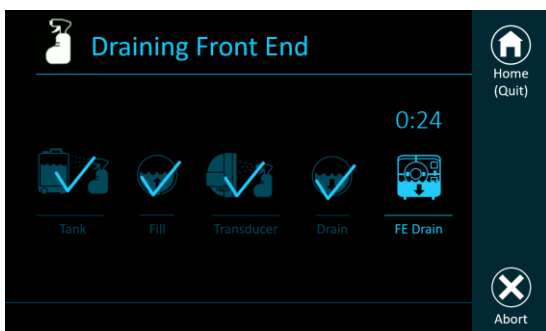 Draining Front End
Home
(Quit)
0:24
Tank
Fill
Transducer
Drain
FE Drain
Abort